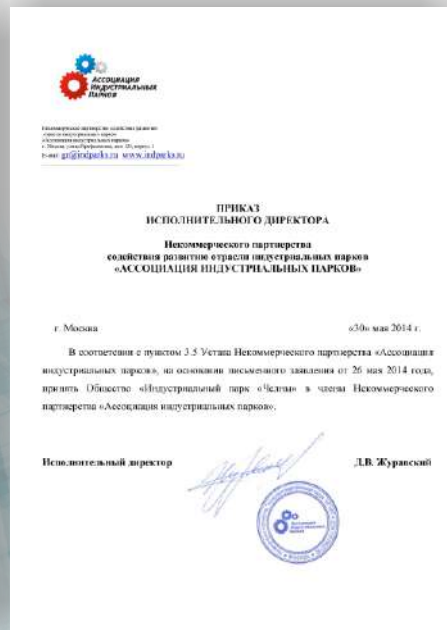 АССОЦИАЦИЯ
ИНДУСТРИАЛЬНЫХ
ПАРКОВ
e-mail: gr@indparks.ru www.indparks.ru
ПРИКАЗ
ИСПОЛНИТЕЛЬНОГО ДИРЕКТОРА
Некоммерческого партнерства
содействия развитию отрасли индустриальных парков
«АССОЦИАЦИЯ ИНДУСТРИАЛЬНЫХ ПАРКОВ»
г. Москва «30» мая 2014 г.
В соответствии с пунктом 3.5 Устава Некоммерческого партнерства «Ассоциация
индустриальных парков», на основании письменного заявления от 26 мая 2014 года,
принять Общество «Индустриальный парк «Челны» в члены Некоммерческого
партнерства «Ассоциация индустриальных парков».
Исполнительный директор Д.В. Журавский